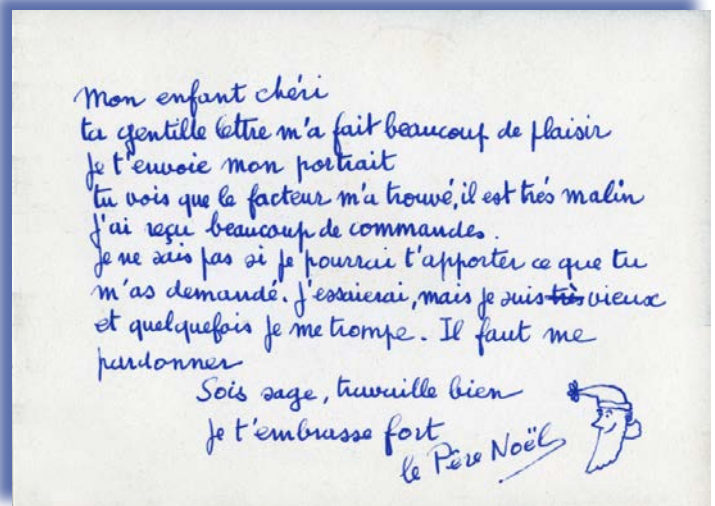 Mon enfant chéri
ta gentille lettre m'a fait beaucoup de plaisir
Je t'envoie mon portrait
tu vois que le facteur m'a trouvé, il est très malin
J'ai reçu beaucoup de commandes.
Je ne sais pas si je pourrai t'apporter ce que tu
m'as demandé. J'essaierai, mais je suis très vieux
et quelquefois je me trompe. Il faut me
pardonner
Sois sage, travaille bien
Je t'embrasse fort
le Père Noël